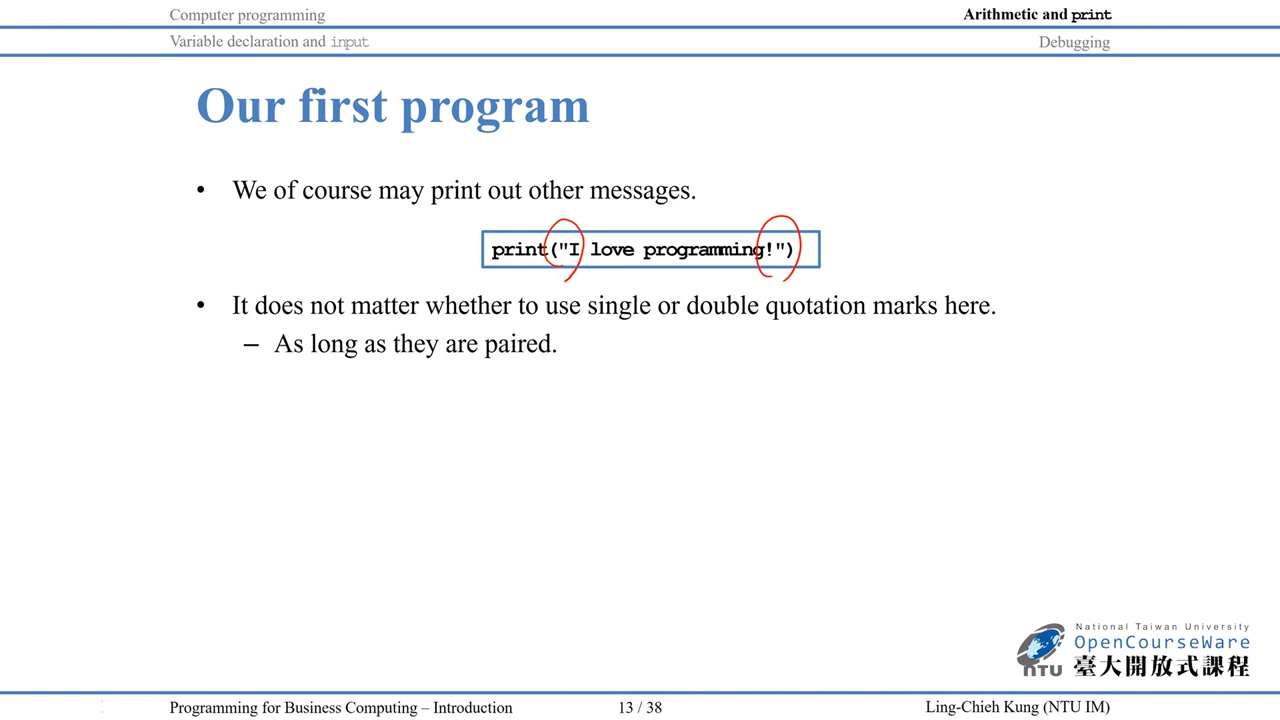 Computer programming
Arithmetic and print
Variable declaration and input
Debugging
Our first program
• We of course may print out other messages.
print("I love programming!")
• It does not matter whether to use single or double quotation marks here.
– As long as they are paired.
National Taiwan University
OpenCourseWare
NTU 臺大開放式課程
Programming for Business Computing – Introduction
13 / 38
Ling-Chieh Kung (NTU IM)